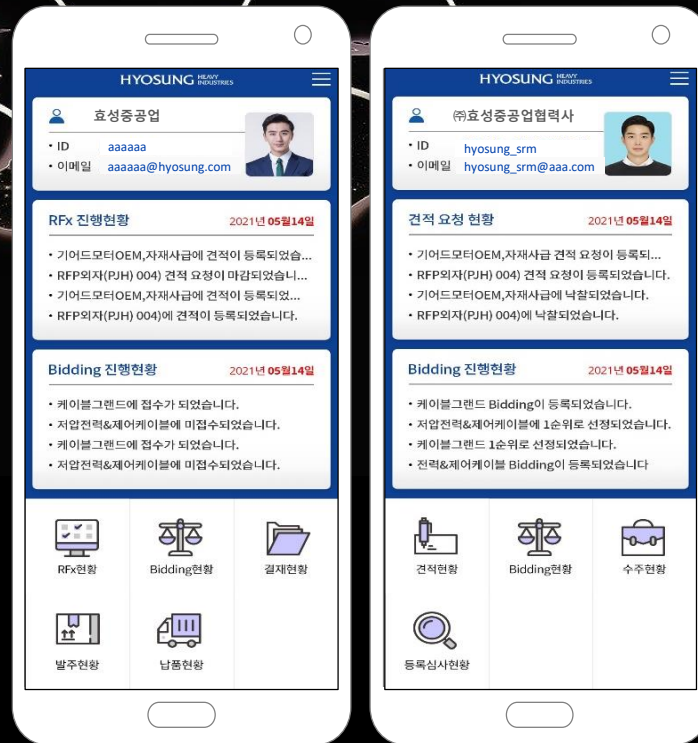 HYOSUNG HEAVY INDUSTRIES
효성중공업
• ID aaaaaa
• 이메일 aaaaaa@hyosung.com
RFx 진행현황 2021년 05월14일
• 기어드모터OEM,자재사급에 견적이 등록되었습...
• RFP외자(PJH) 004) 견적 요청이 마감되었습니...
• 기어드모터OEM,자재사급에 견적이 등록되었...
• RFP외자(PJH) 004)에 견적이 등록되었습니다.
Bidding 진행현황 2021년 05월14일
• 케이블그랜드에 접수가 되었습니다.
• 저압전력&제어케이블에 미접수되었습니다.
• 케이블그랜드에 접수가 되었습니다.
• 저압전력&제어케이블에 미접수되었습니다.
RFx현황 Bidding현황 결재현황
발주현황 납품현황
HYOSUNG HEAVY INDUSTRIES
㈜효성중공업협력사
• ID hyosung_srm
• 이메일 hyosung_srm@aaa.com
견적 요청 현황 2021년 05월14일
• 기어드모터OEM,자재사급 견적 요청이 등록되...
• RFP외자(PJH) 004) 견적 요청이 등록되었습니다.
• 기어드모터OEM,자재사급에 낙찰되었습니다.
• RFP외자(PJH) 004)에 낙찰되었습니다.
Bidding 진행현황 2021년 05월14일
• 케이블그랜드 Bidding이 등록되었습니다.
• 저압전력&제어케이블에 1순위로 선정되었습니다.
• 케이블그랜드 1순위로 선정되었습니다.
• 전력&제어케이블 Bidding이 등록되었습니다
견적현황 Bidding현황 수주현황
등록심사현황